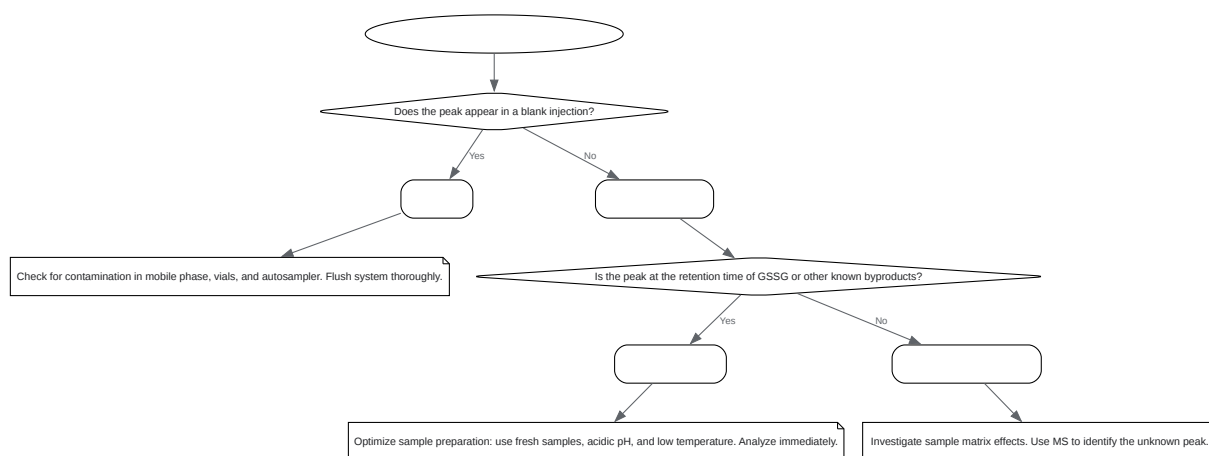 Does the peak appear in a blank injection?
Yes
No
Check for contamination in mobile phase, vials, and autosampler. Flush system thoroughly.
Is the peak at the retention time of GSSG or other known byproducts?
Yes
No
Optimize sample preparation: use fresh samples, acidic pH, and low temperature. Analyze immediately.
Investigate sample matrix effects. Use MS to identify the unknown peak.